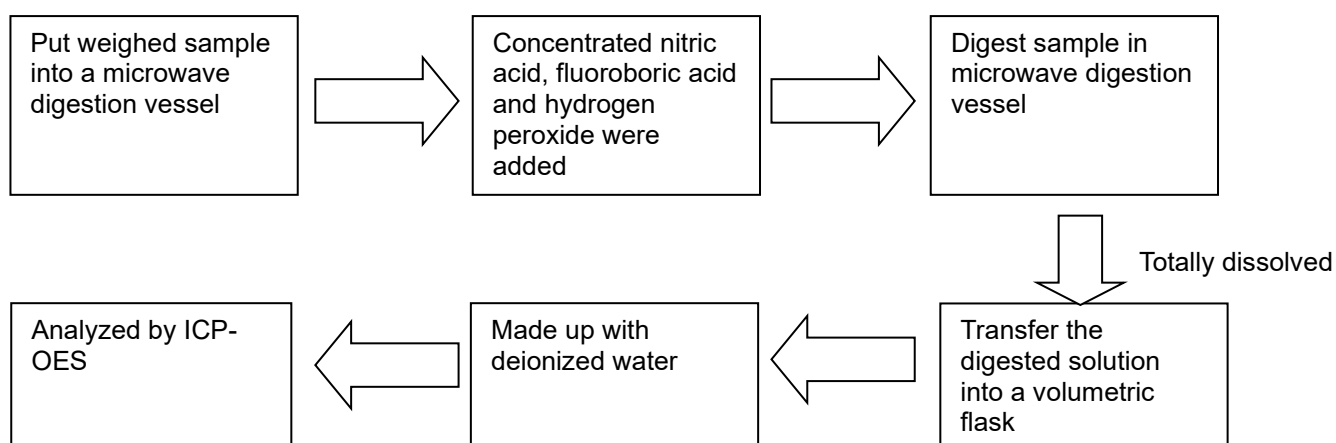 Put weighed sample
into a microwave
digestion vessel
Concentrated nitric
acid, fluoroboric acid
and hydrogen
peroxide were
added
Digest sample in
microwave digestion
vessel
Totally dissolved
Transfer the
digested solution
into a volumetric
flask
Made up with
deionized water
Analyzed by ICP-
OES